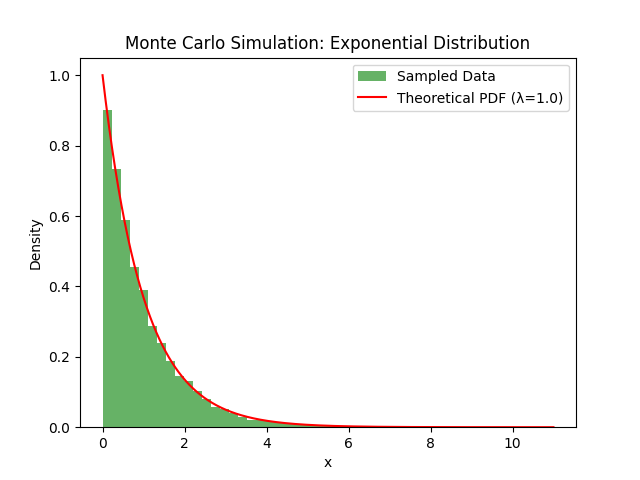 Monte Carlo Simulation: Exponential Distribution
Sampled Data
Theoretical PDF (λ=1.0)
1.0
0.8
0.6
0.4
0.2
0.0
Density
0
2
4
6
8
10
x